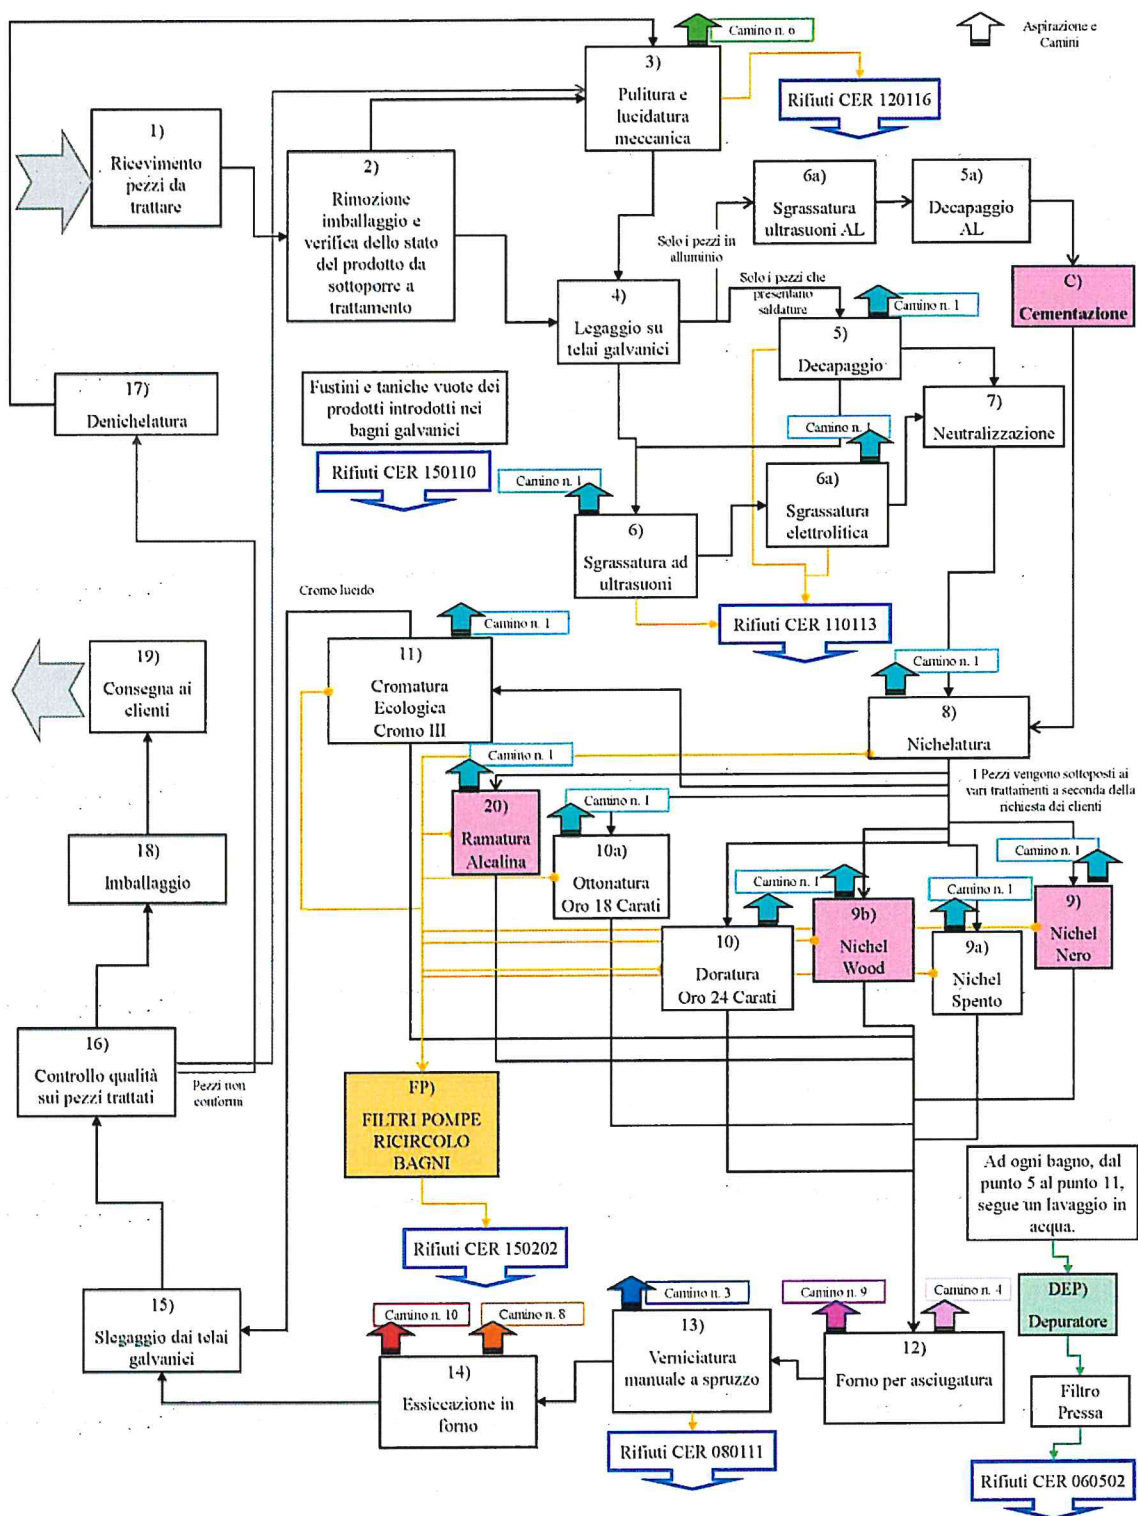 Camino n. 6
Aspirazione e
Camini
3)
Pulitura e
lucidatura
meccanica
Rifiuti CER 120116
1)
Ricevimento
pezzi da
trattare
2)
Rimozione
imballaggio e
verifica dello stato
del prodotto da
sottoporre a
trattamento
6a)
Sgrassatura
ultrasuoni AL
5a)
Decapaggio
AL
Solo i pezzi in
alluminio
Solo i pezzi che
presentano
saldature
C)
Cementazione
4)
Legaggio su
telai galvanici
Camino n. 1
5)
Decapaggio
17)
Denichelatura
Fustini e taniche vuote dei
prodotti introdotti nei
bagni galvanici
Rifiuti CER 150110
7)
Neutralizzazione
Camino n. 1
6a)
Sgrassatura
elettrolitica
Camino n. 1
6)
Sgrassatura ad
ultrasuoni
Rifiuti CER 110113
Cromo lucido
Camino n. 1
11)
Cromatura
Ecologica
Cromo III
19)
Consegna ai
clienti
Camino n. 1
8)
Nichelatura
I Pezzi vengono sottoposti ai
vari trattamenti a seconda della
richiesta dei clienti
Camino n. 1
20)
Ramatura
Alcalina
Camino n. 1
10a)
Ottonatura
Oro 18 Carati
18)
Imballaggio
Camino n. 1
10)
Doratura
Oro 24 Carati
9b)
Nichel
Wood
Camino n. 1
9a)
Nichel
Spento
Camino n. 1
9)
Nichel
Nero
16)
Controllo qualità
sui pezzi trattati
Pezzi non
conformi
FP)
FILTRI POMPE
RICIRCOLO
BAGNI
Rifiuti CER 150202
Ad ogni bagno, dal
punto 5 al punto 11,
segue un lavaggio in
acqua.
DEP)
Depuratore
Filtro
Pressa
Rifiuti CER 060502
15)
Slegaggio dai telai
galvanici
Camino n. 10
Camino n. 8
14)
Essiccazione in
forno
Camino n. 3
13)
Verniciatura
manuale a spruzzo
Rifiuti CER 080111
Camino n. 9
Camino n. 4
12)
Forno per asciugatura